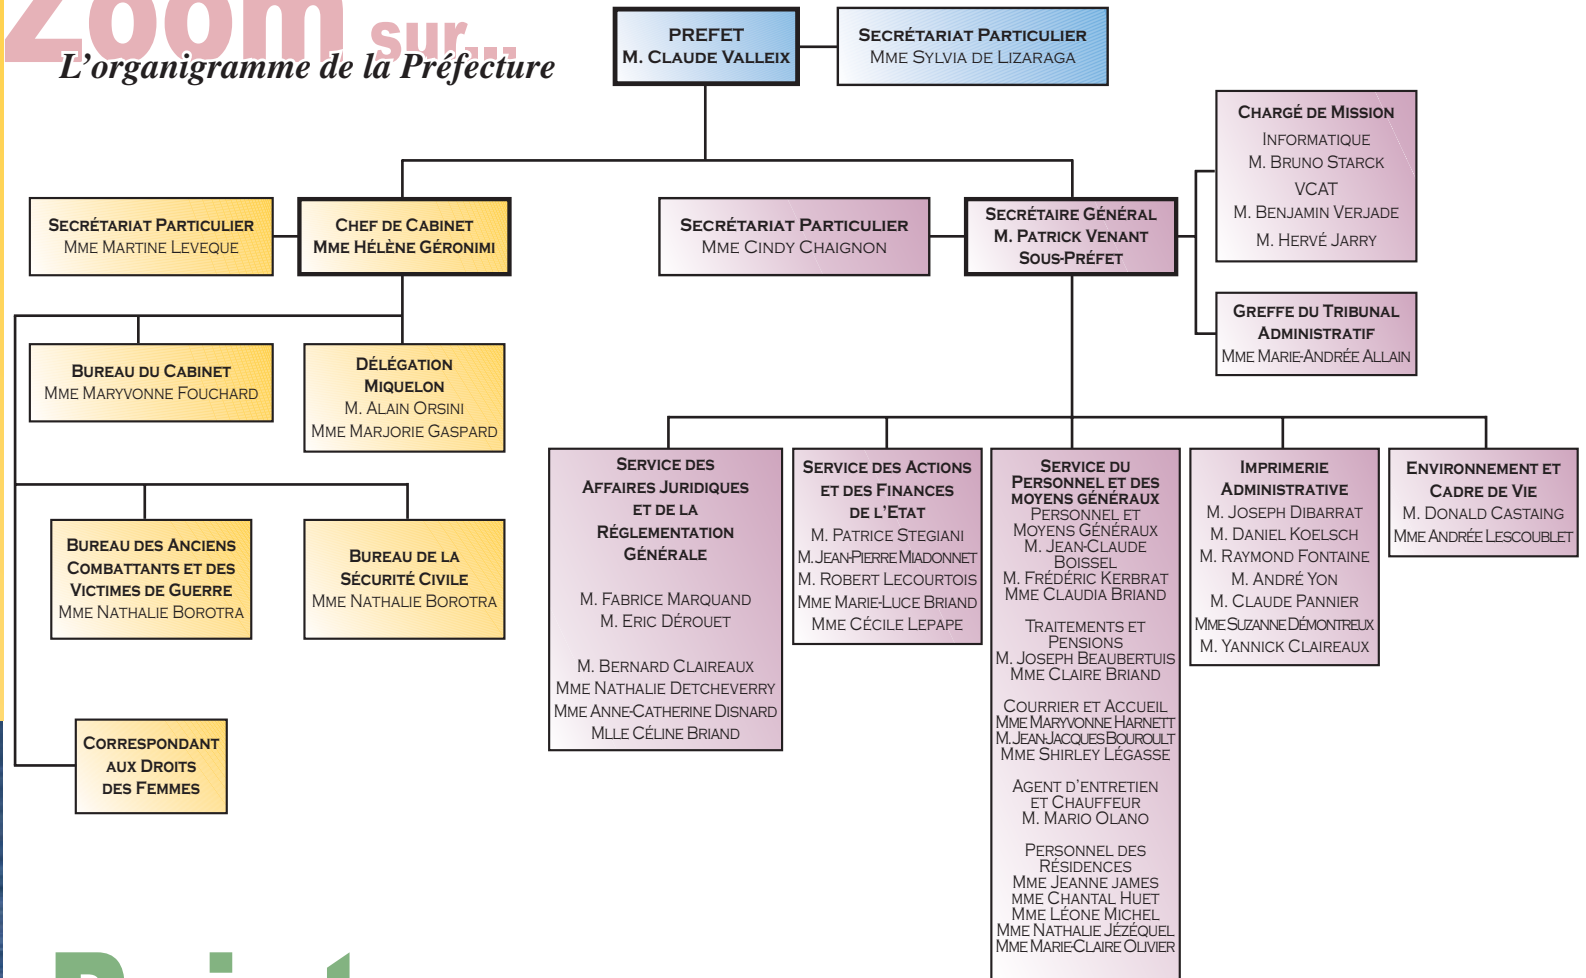 Zoom sur...
L'organigramme de la Préfecture
PREFET
M. CLAUDE VALLEIX
SECRÉTARIAT PARTICULIER
MME SYLVIA DE LIZARAGA
CHARGÉ DE MISSION
INFORMATIQUE
M. BRUNO STARCK
VCAT
M. BENJAMIN VERJADE
M. HERVÉ JARRY
SECRÉTARIAT PARTICULIER
MME MARTINE LEVEQUE
CHEF DE CABINET
MME HÉLÈNE GÉRONIMI
SECRÉTARIAT PARTICULIER
MME CINDY CHAIGNON
SECRÉTAIRE GÉNÉRAL
M. PATRICK VENANT
SOUS-PRÉFET
GREFFE DU TRIBUNAL
ADMINISTRATIF
MME MARIE-ANDRÉE ALLAIN
BUREAU DU CABINET
MME MARYVONNE FOUCHARD
DÉLÉGATION
MIQUELON
M. ALAIN ORSINI
MME MARJORIE GASPARD
BUREAU DES ANCIENS
COMBATTANTS ET DES
VICTIMES DE GUERRE
MME NATHALIE BOROTRA
BUREAU DE LA
SÉCURITÉ CIVILE
MME NATHALIE BOROTRA
CORRESPONDANT
AUX DROITS
DES FEMMES
SERVICE DES
AFFAIRES JURIDIQUES
ET DE LA
RÉGLEMENTATION
GÉNÉRALE
M. FABRICE MARQUAND
M. ERIC DÉROUET
M. BERNARD CLAIREAUX
MME NATHALIE DETCHEVERRY
MME ANNE-CATHERINE DISNARD
MLLE CÉLINE BRIAND
SERVICE DES ACTIONS
ET DES FINANCES
DE L'ETAT
M. PATRICE STEGIANI
M. JEAN-PIERRE MIADONNET
M. ROBERT LECOURTOIS
MME MARIE-LUCE BRIAND
MME CÉCILE LEPAPE
SERVICE DU
PERSONNEL ET DES
MOYENS GÉNÉRAUX
PERSONNEL ET
MOYENS GÉNÉRAUX
M. JEAN-CLAUDE
BOISSEL
M. FRÉDÉRIC KERBRAT
MME CLAUDIA BRIAND
TRAITEMENTS ET
PENSIONS
M. JOSEPH BEAUBERTUIS
MME CLAIRE BRIAND
COURRIER ET ACCUEIL
MME MARYVONNE HARNETT
M. JEAN-JACQUES BOUROULT
MME SHIRLEY LÉGASSE
AGENT D'ENTRETIEN
ET CHAUFFEUR
M. MARIO OLANO
PERSONNEL DES
RÉSIDENCES
MME JEANNE JAMES
MME CHANTAL HUET
MME LÉONE MICHEL
MME NATHALIE JÉZÉQUEL
MME MARIE-CLAIRE OLIVIER
IMPRIMERIE
ADMINISTRATIVE
M. JOSEPH DIBARRAT
M. DANIEL KOELSCH
M. RAYMOND FONTAINE
M. ANDRÉ YON
M. CLAUDE PANNIER
MME SUZANNE DÉMONTREUX
M. YANNICK CLAIREAUX
ENVIRONNEMENT ET
CADRE DE VIE
M. DONALD CASTAING
MME ANDRÉE LESCOUBLET